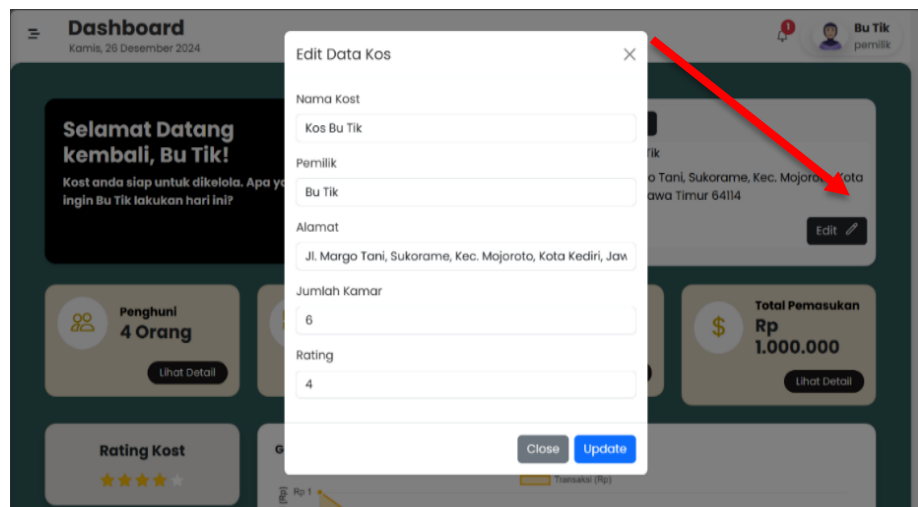 Dashboard
Kamis, 26 Desember 2024
Bu Tik
pemilik
Edit Data Kos
Nama Kost
Kos Bu Tik
Pemilik
Bu Tik
Alamat
Jl. Margo Tani, Sukorame, Kec. Mojoroto, Kota Kediri, Jaw
Jumlah Kamar
6
Rating
4
Close
Update
Selamat Datang
kembali, Bu Tik!
Kost anda siap untuk dikelola. Apa
ingin Bu Tik lakukan hari ini?
Tani, Sukorame, Kec. Kota
Timur 64114
Edit
Penghuni
4 Orang
Lihat Detail
Total Pemasukan
$
Rp
1.000.000
Lihat Detail
Rating Kost
Transaksi (Rp)
(Rp)
Rp 1